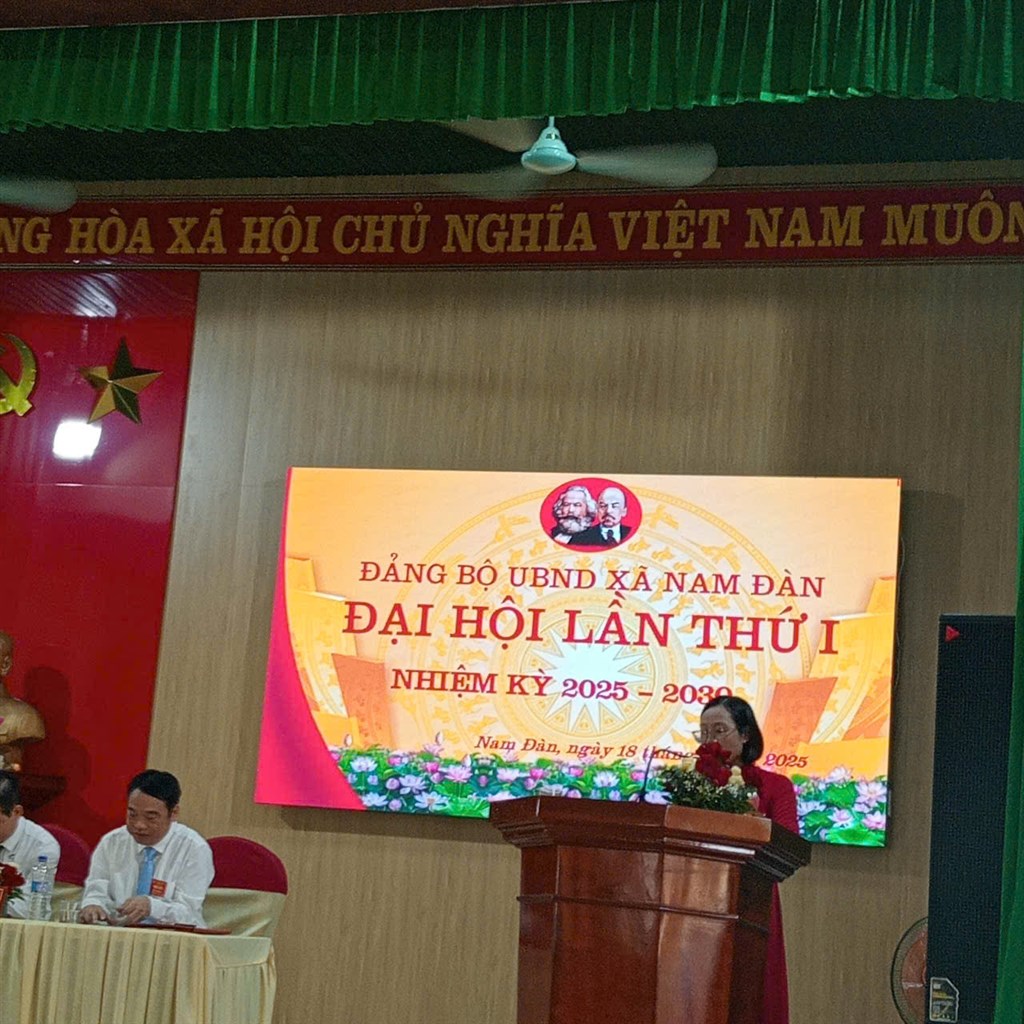 NG HÒA XÃ HỘI CHỦ NGHĨA VIỆT NAM MUÔN
ĐẢNG BỘ UBND XÃ NAM ĐÀN
ĐẠI HỘI LẦN THỨ I
NHIỆM KỲ 2025 - 2030
Nam Đàn, ngày 18 tháng 2025